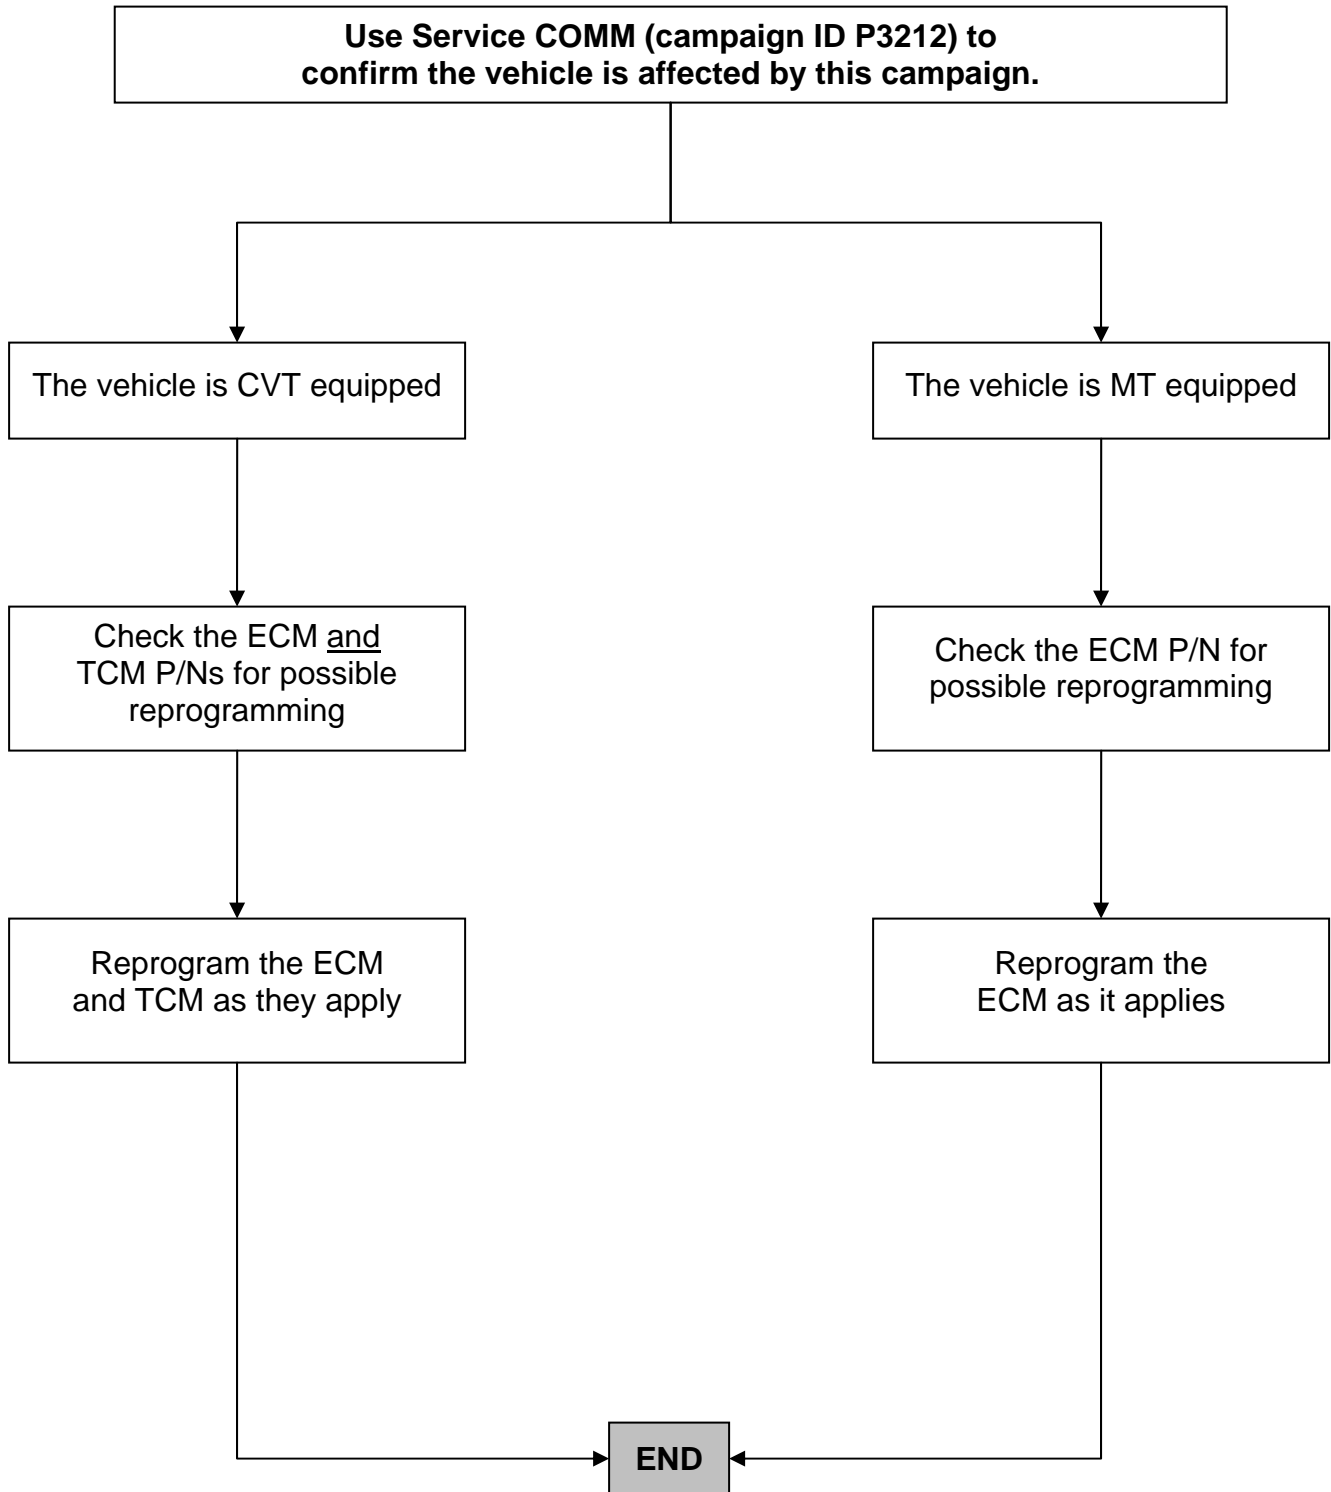 Use Service COMM (campaign ID P3212) to
confirm the vehicle is affected by this campaign.
The vehicle is CVT equipped
The vehicle is MT equipped
Check the ECM and
TCM P/Ns for possible
reprogramming
Check the ECM P/N for
possible reprogramming
Reprogram the ECM
and TCM as they apply
Reprogram the
ECM as it applies
END